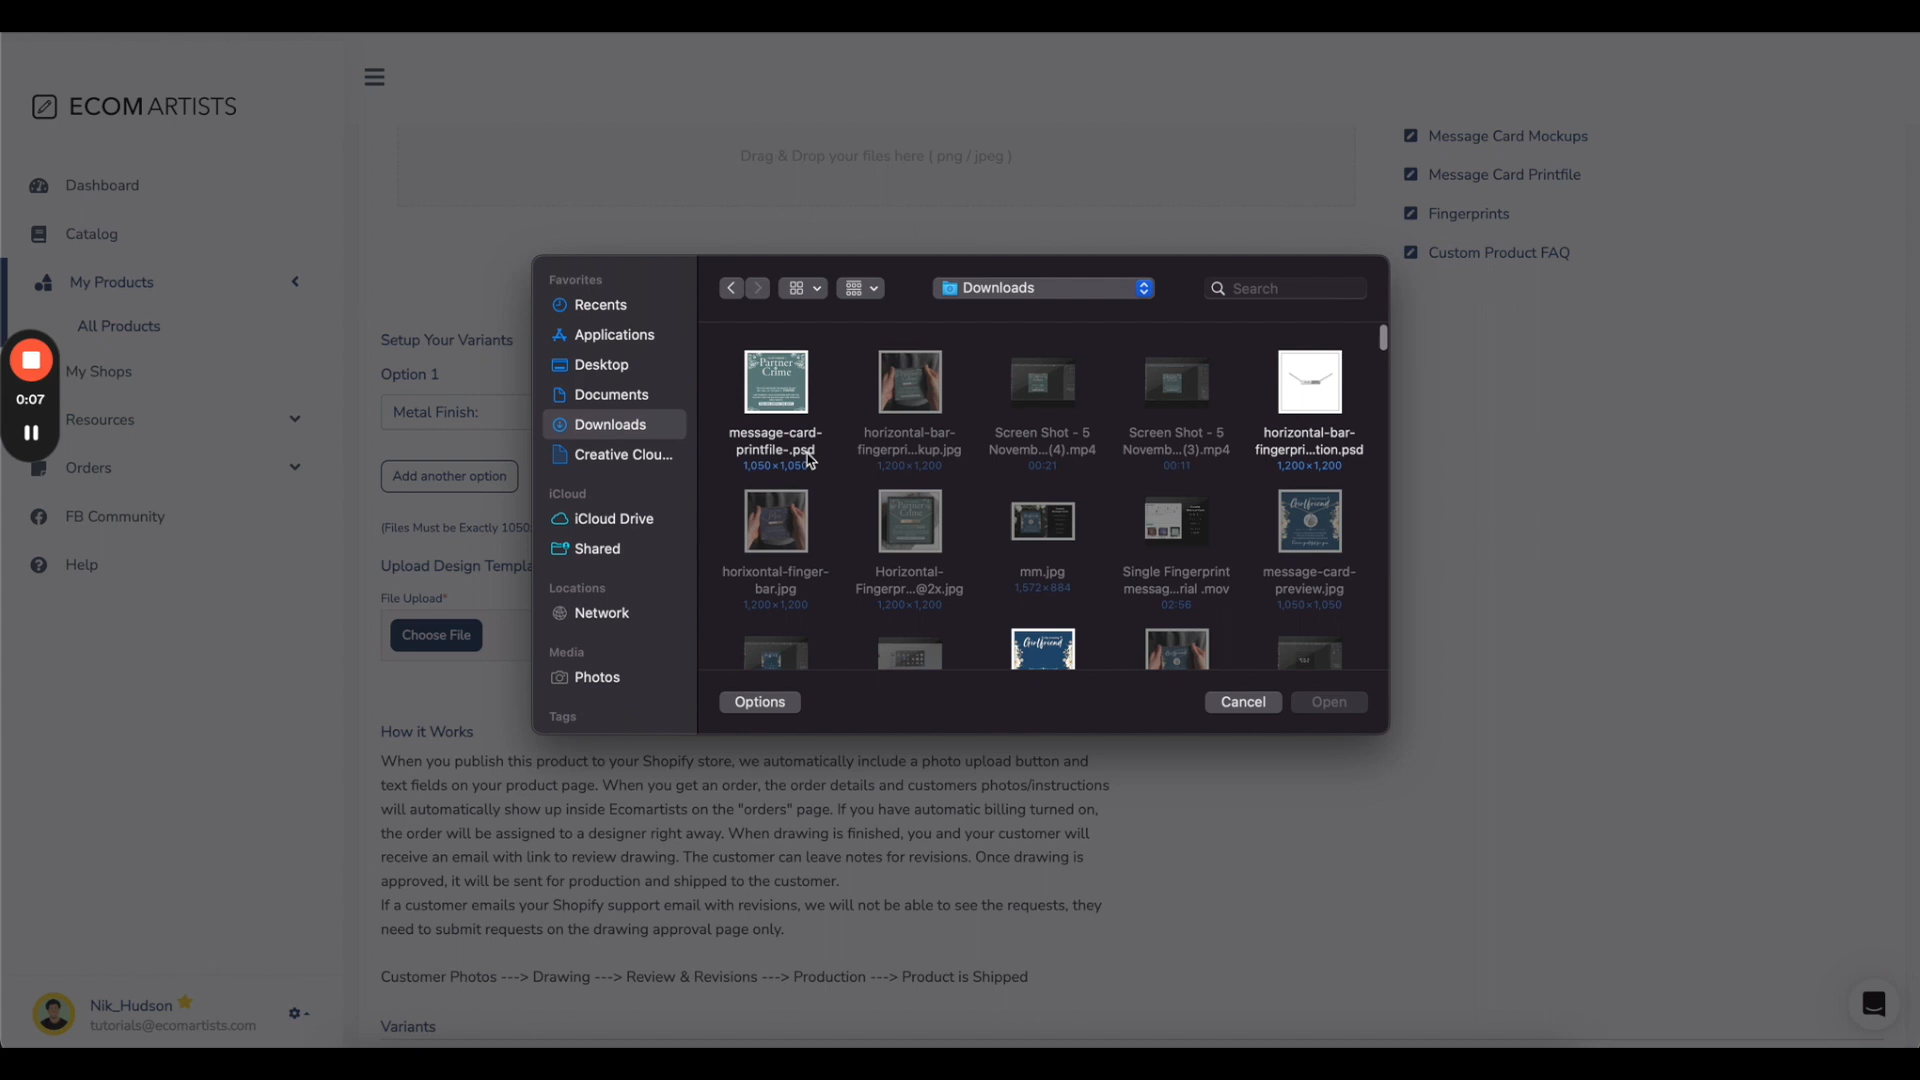 ECOMARTISTS
Dashboard
Catalog
My Products
All Products
My Shops
Resources
Orders
FB Community
Help
0:07
Nik_Hudson
tutorials@ecomartists.com
Drag & Drop your files here ( png / jpeg )
Message Card Mockups
Message Card Printfile
Fingerprints
Custom Product FAQ
Setup Your Variants
Option 1
Metal Finish:
Add another option
(Files Must be Exactly 1050
Upload Design Templa
File Upload*
Choose File
Favorites
Recents
Applications
Desktop
Documents
Downloads
Creative Clou...
iCloud
iCloud Drive
Shared
Locations
Network
Media
Photos
Tags
Downloads
Search
Partner
Crime
message-card-
printfile-.psd
1,050×1,050
horizontal-bar-
fingerpri...kup.jpg
1,200×1,200
Screen Shot - 5
Novemb...(4).mp4
00:21
Screen Shot - 5
Novemb...(3).mp4
00:11
horizontal-bar-
fingerpri...tion.psd
1,200×1,200
horixontal-finger-
bar.jpg
1,200×1,200
Partner
Crime
Horizontal-
Fingerpr...@2x.jpg
1,200×1,200
mm.jpg
1,572×884
Single Fingerprint
messag...rial .mov
02:56
Girlfriend
message-card-
preview.jpg
1,050×1,050
Girlfriend
Options
Cancel
Open
How it Works
When you publish this product to your Shopify store, we automatically include a photo upload button and
text fields on your product page. When you get an order, the order details and customers photos/instructions
will automatically show up inside Ecomartists on the "orders" page. If you have automatic billing turned on,
the order will be assigned to a designer right away. When drawing is finished, you and your customer will
receive an email with link to review drawing. The customer can leave notes for revisions. Once drawing is
approved, it will be sent for production and shipped to the customer.
If a customer emails your Shopify support email with revisions, we will not be able to see the requests, they
need to submit requests on the drawing approval page only.
Customer Photos ---> Drawing ---> Review & Revisions ---> Production ---> Product is Shipped
Variants